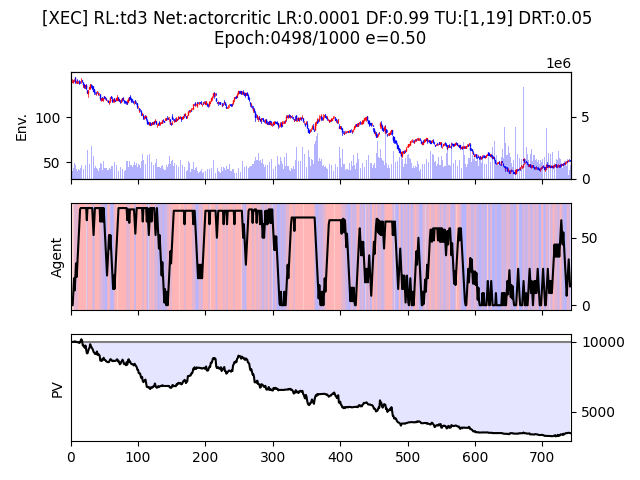 [XEC] RL:td3 Net:actorcritic LR:0.0001 DF:0.99 TU:[1,19] DRT:0.05
Epoch:0498/1000 e=0.50
1e6
Env.
100
50
5
0
Agent
50
0
PV
10000
5000
0 100 200 300 400 500 600 700